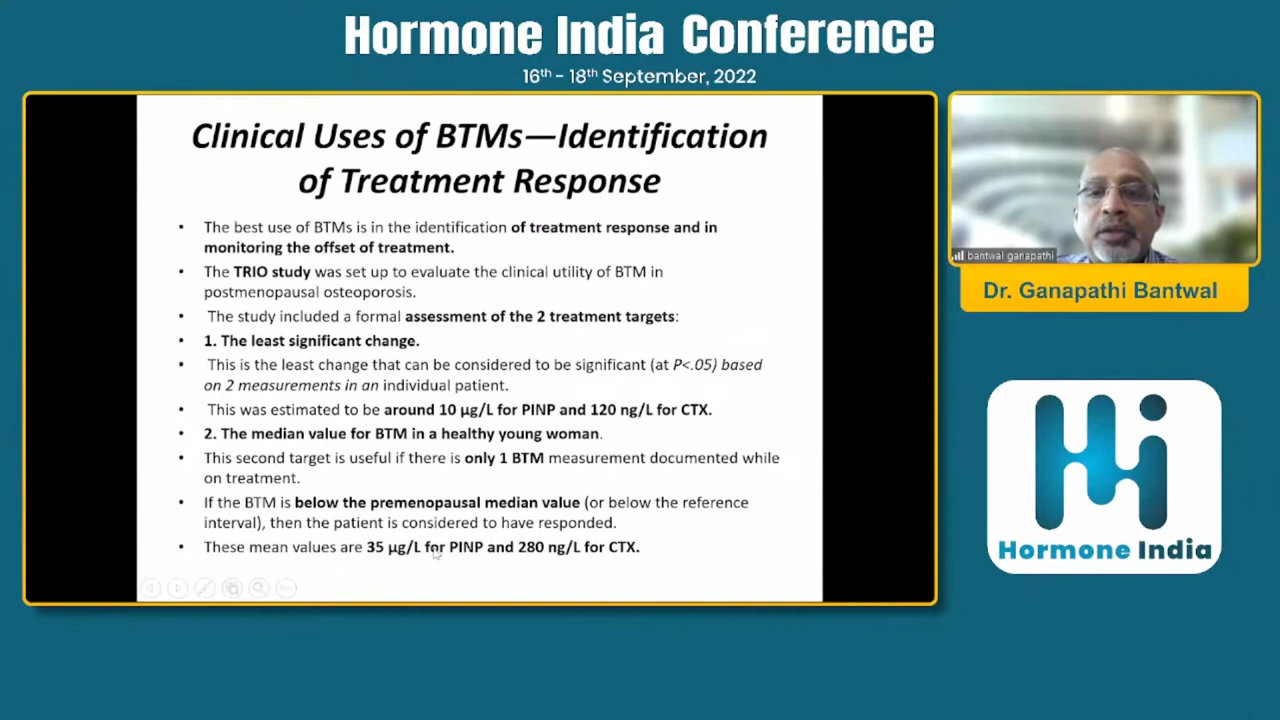 Hormone India Conference
16th - 18th September, 2022
Clinical Uses of BTMs—Identification
of Treatment Response
• The best use of BTMs is in the identification of treatment response and in
monitoring the offset of treatment.
• The TRIO study was set up to evaluate the clinical utility of BTM in
postmenopausal osteoporosis.
• The study included a formal assessment of the 2 treatment targets:
• 1. The least significant change.
• This is the least change that can be considered to be significant (at P<.05) based
on 2 measurements in an individual patient.
• This was estimated to be around 10 μg/L for PINP and 120 ng/L for CTX.
• 2. The median value for BTM in a healthy young woman.
• This second target is useful if there is only 1 BTM measurement documented while
on treatment.
• If the BTM is below the premenopausal median value (or below the reference
interval), then the patient is considered to have responded.
• These mean values are 35 μg/L for PINP and 280 ng/L for CTX.
bantwal ganapathi
Dr. Ganapathi Bantwal
Hormone India